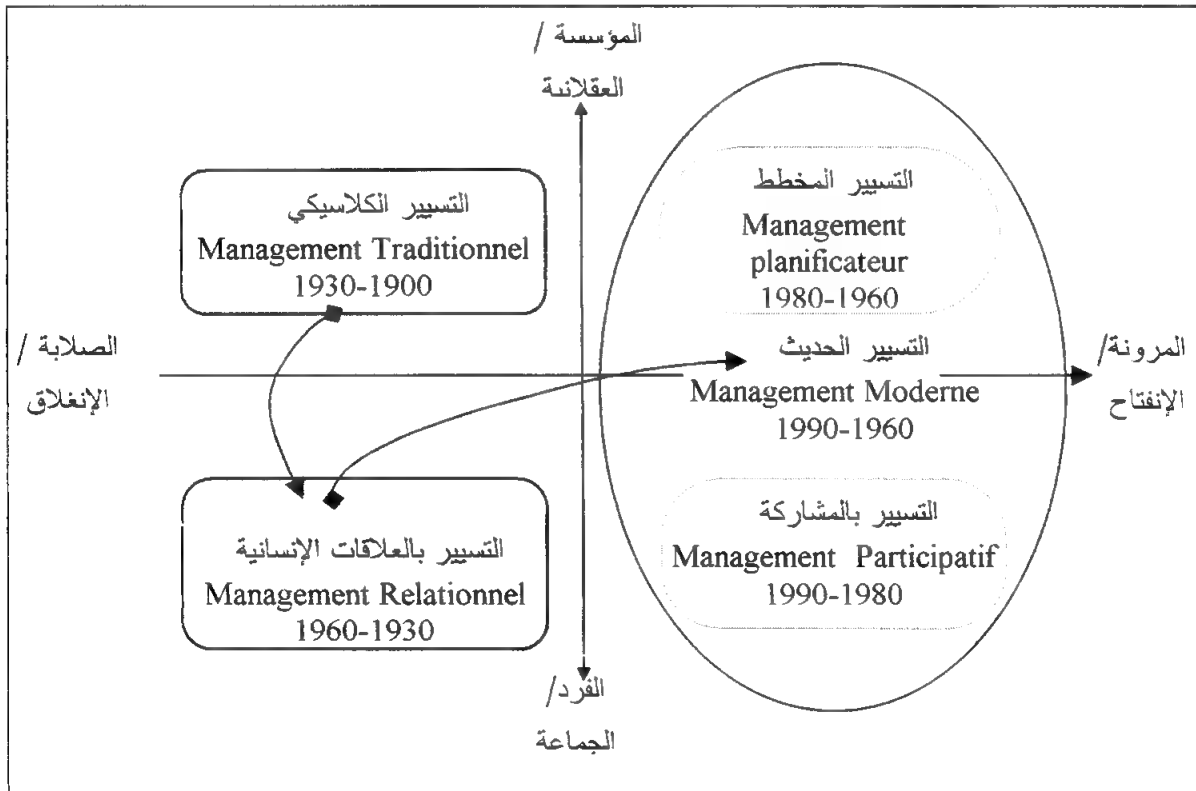 المؤسسة /
العقلانية
التسيير الكلاسيكي
Management Traditionnel
1930-1900
التسيير المخطط
Management
planificateur
1980-1960
الصلابة /
الإنغلاق
التسيير الحديث
Management Moderne
1990-1960
المرونة/
الإنفتاح
التسيير بالعلاقات الإنسانية
Management Relationnel
1960-1930
التسيير بالمشاركة
Management Participatif
1990-1980
الفرد/
الجماعة